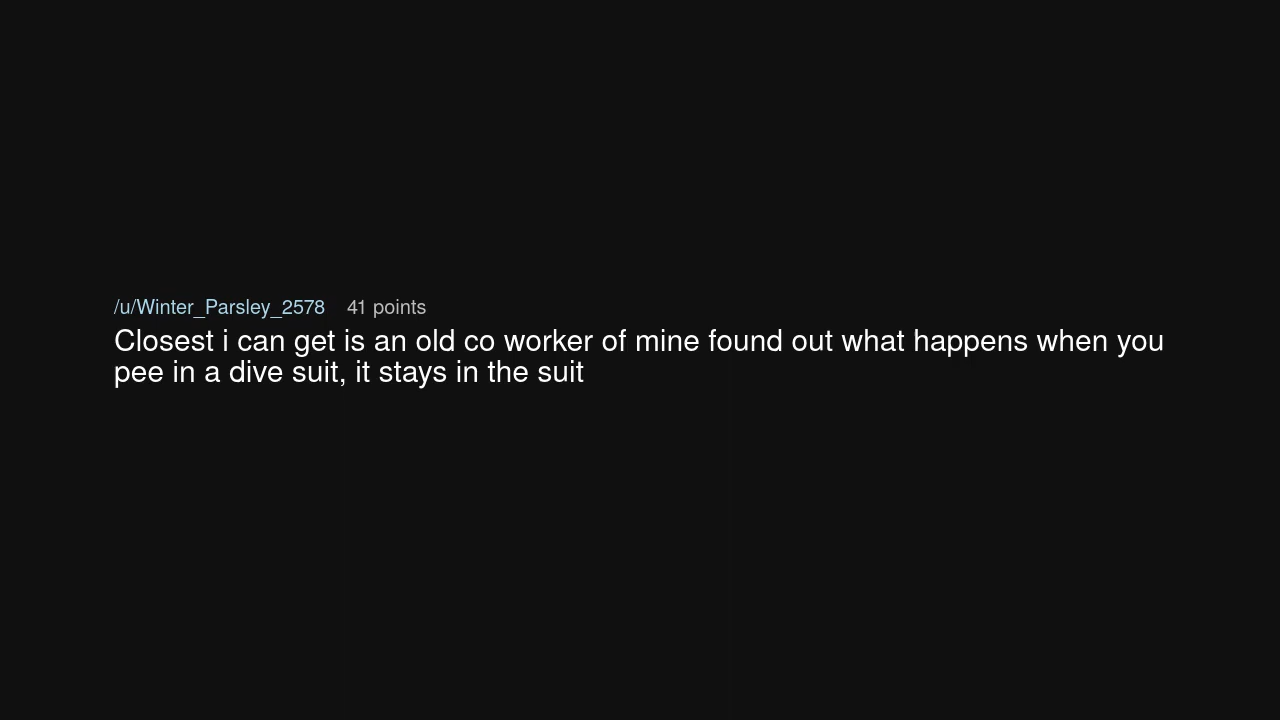 /u/Winter_Parsley_2578 41 points
Closest i can get is an old co worker of mine found out what happens when you
pee in a dive suit, it stays in the suit